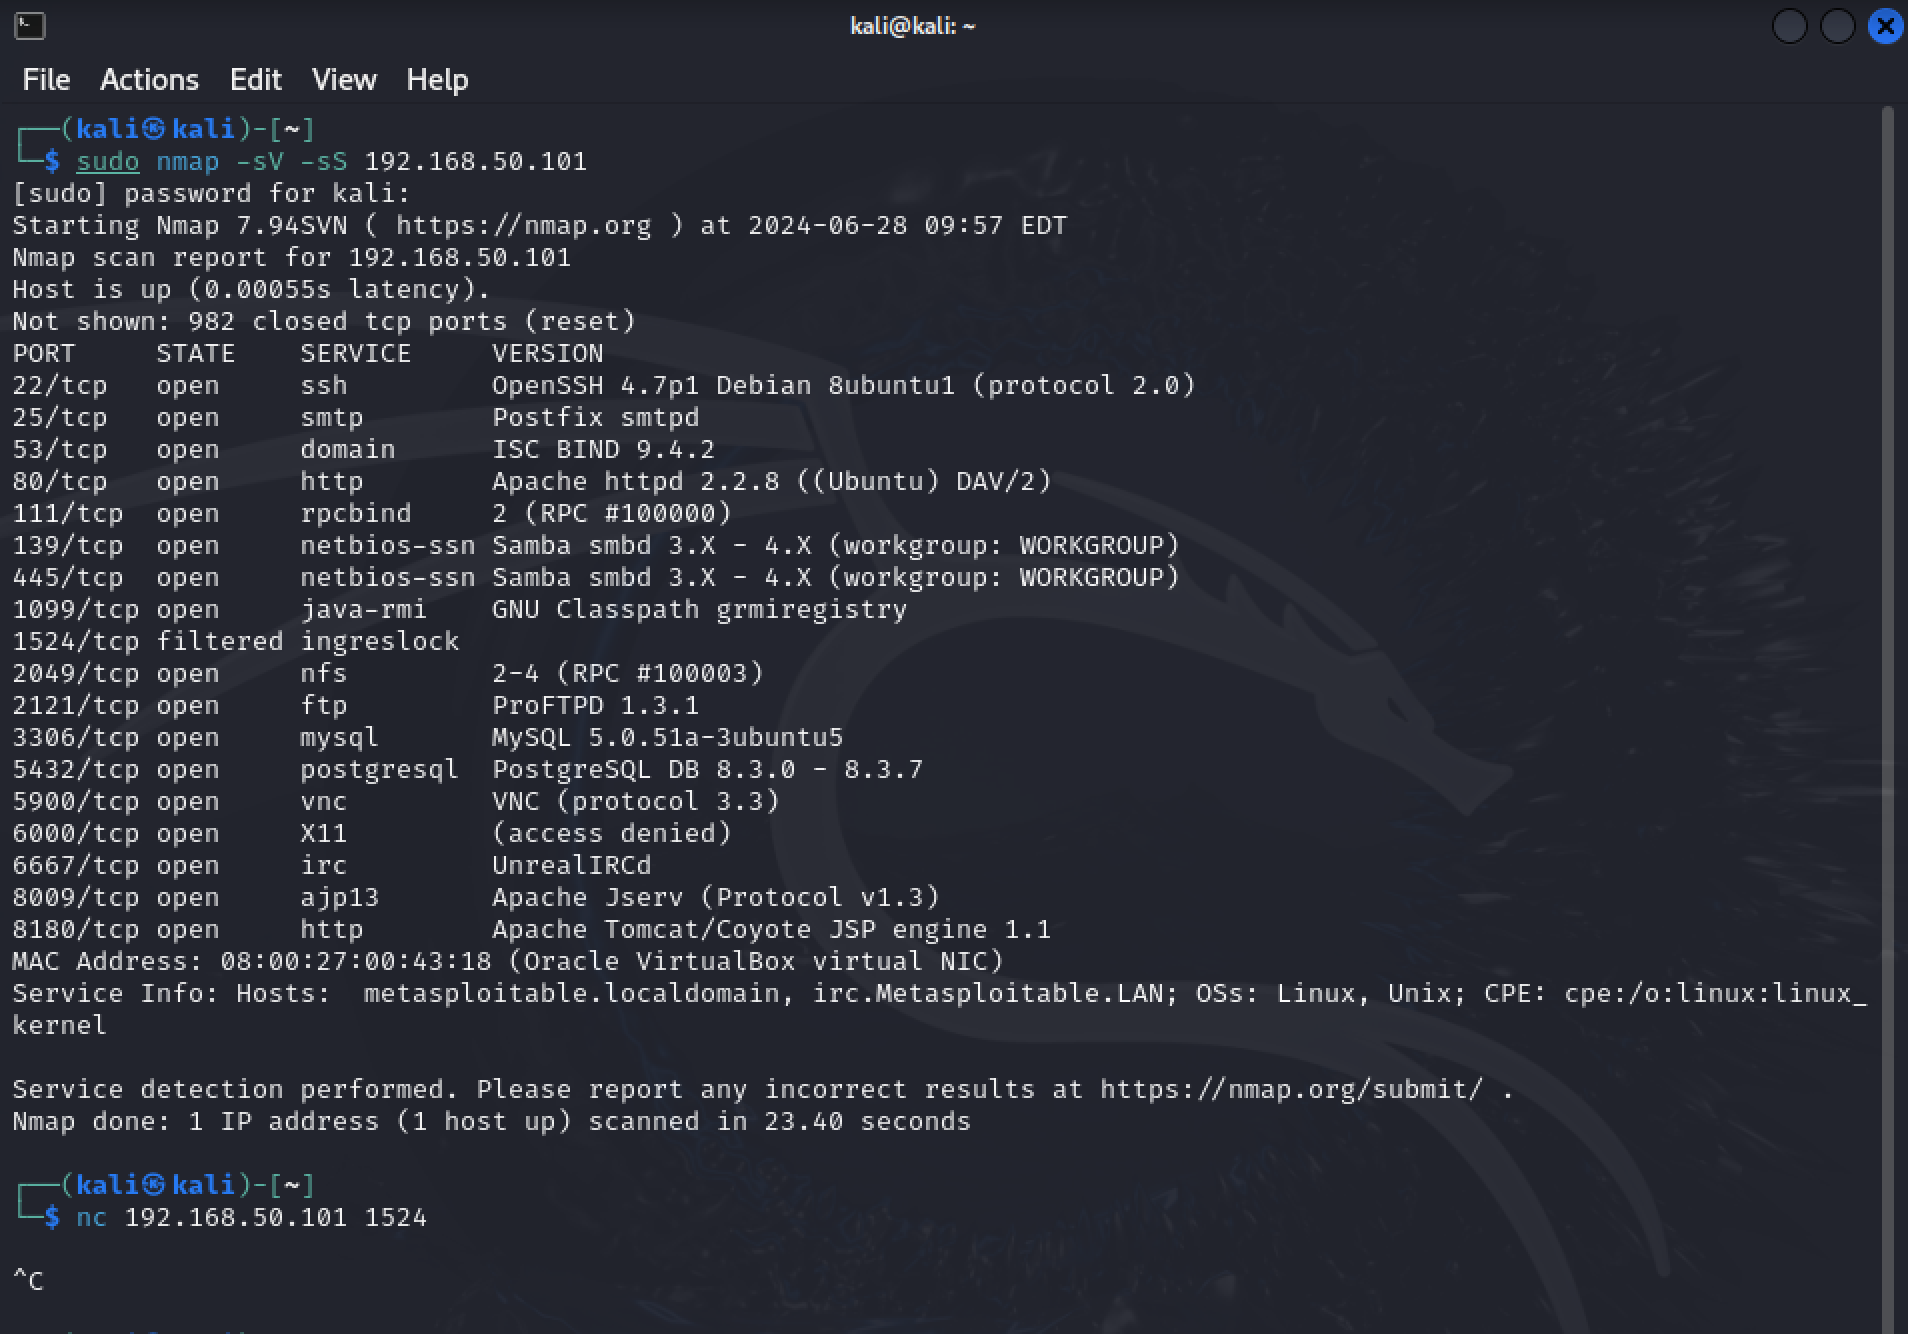 kali@kali: ~
File Actions Edit View Help
┌──(kali㉿kali)-[~]
└─$ sudo nmap -sV -sS 192.168.50.101
[sudo] password for kali:
Starting Nmap 7.94SVN ( https://nmap.org ) at 2024-06-28 09:57 EDT
Nmap scan report for 192.168.50.101
Host is up (0.00055s latency).
Not shown: 982 closed tcp ports (reset)
PORT     STATE    SERVICE     VERSION
22/tcp   open     ssh         OpenSSH 4.7p1 Debian 8ubuntu1 (protocol 2.0)
25/tcp   open     smtp        Postfix smtpd
53/tcp   open     domain      ISC BIND 9.4.2
80/tcp   open     http        Apache httpd 2.2.8 ((Ubuntu) DAV/2)
111/tcp  open     rpcbind     2 (RPC #100000)
139/tcp  open     netbios-ssn Samba smbd 3.X - 4.X (workgroup: WORKGROUP)
445/tcp  open     netbios-ssn Samba smbd 3.X - 4.X (workgroup: WORKGROUP)
1099/tcp open     java-rmi    GNU Classpath grmiregistry
1524/tcp filtered ingreslock
2049/tcp open     nfs         2-4 (RPC #100003)
2121/tcp open     ftp         ProFTPD 1.3.1
3306/tcp open     mysql       MySQL 5.0.51a-3ubuntu5
5432/tcp open     postgresql  PostgreSQL DB 8.3.0 - 8.3.7
5900/tcp open     vnc         VNC (protocol 3.3)
6000/tcp open     X11         (access denied)
6667/tcp open     irc         UnrealIRCd
8009/tcp open     ajp13       Apache Jserv (Protocol v1.3)
8180/tcp open     http        Apache Tomcat/Coyote JSP engine 1.1
MAC Address: 08:00:27:00:43:18 (Oracle VirtualBox virtual NIC)
Service Info: Hosts:  metasploitable.localdomain, irc.Metasploitable.LAN; OSs: Linux, Unix; CPE: cpe:/o:linux:linux_
kernel
Service detection performed. Please report any incorrect results at https://nmap.org/submit/ .
Nmap done: 1 IP address (1 host up) scanned in 23.40 seconds
┌──(kali㉿kali)-[~]
└─$ nc 192.168.50.101 1524
^C